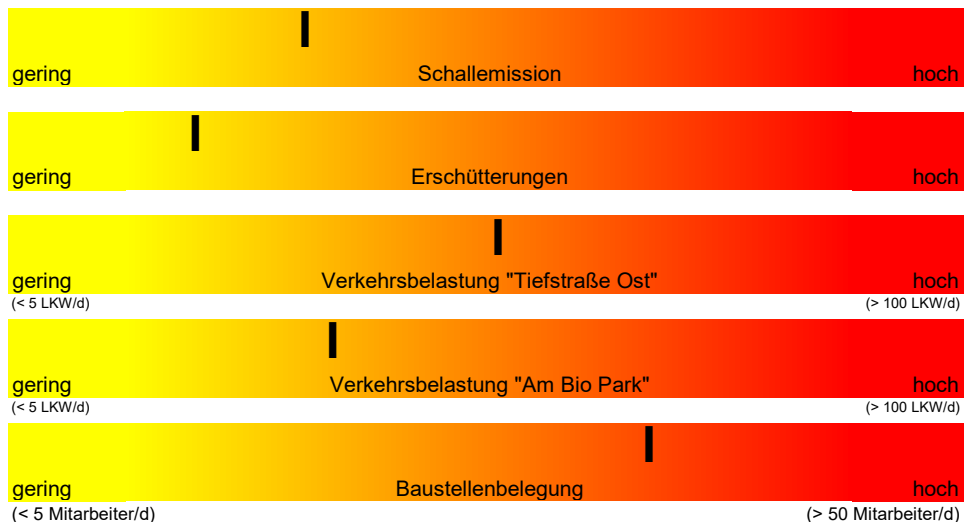 gering Schallemission hoch
gering Erschütterungen hoch
gering Verkehrsbelastung "Tiefstraße Ost" hoch
(< 5 LKW/d) (> 100 LKW/d)
gering Verkehrsbelastung "Am Bio Park" hoch
(< 5 LKW/d) (> 100 LKW/d)
gering Baustellenbelegung hoch
(< 5 Mitarbeiter/d) (> 50 Mitarbeiter/d)